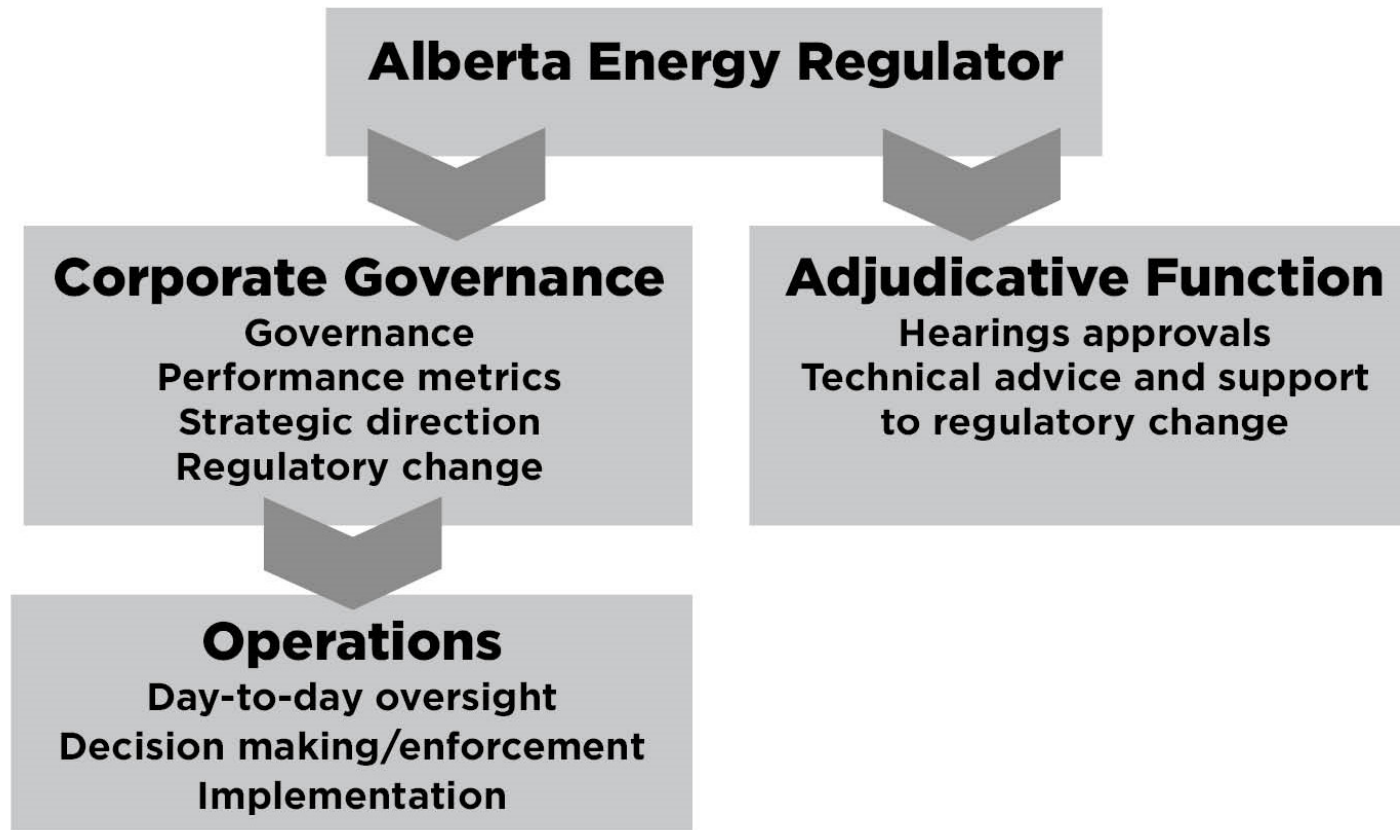 Alberta Energy Regulator
Corporate Governance
Governance
Performance metrics
Strategic direction
Regulatory change
Adjudicative Function
Hearings approvals
Technical advice and support
to regulatory change
Operations
Day-to-day oversight
Decision making/enforcement
Implementation